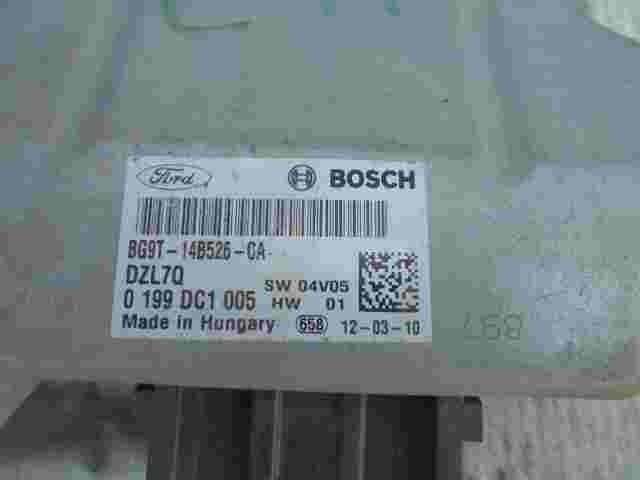 Ford BOSCH
BG9T-14B526-CA
DZL7Q
SW 04V05
0 199 DC1 005 HW 01
Made in Hungary 658 12-03-10
897